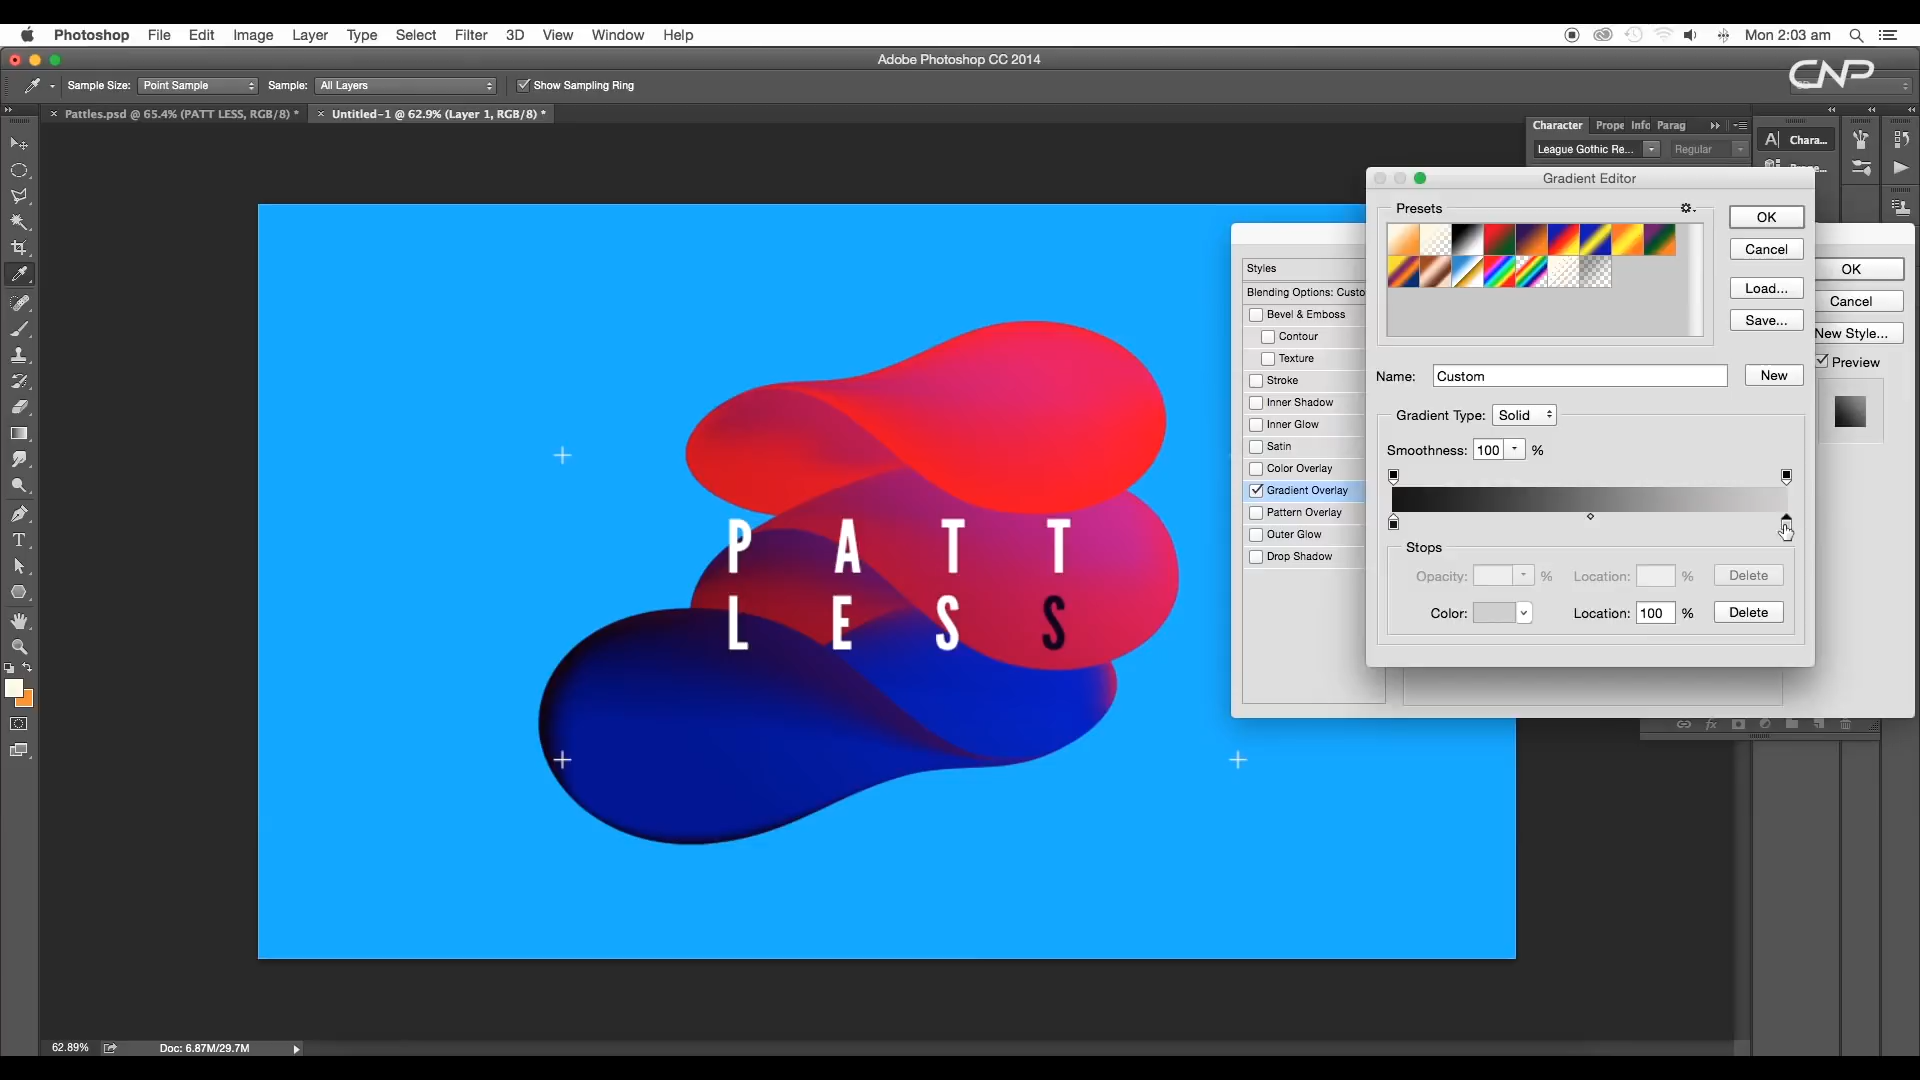 Photoshop File Edit Image Layer Type Select Filter 3D View Window Help Mon 2:03 am
Adobe Photoshop CC 2014
Sample Size: Point Sample Sample: All Layers Show Sampling Ring
CNP
Pattles.psd @ 65.4% (PATT LESS, RGB/8) * Untitled-1 @ 62.9% (Layer 1, RGB/8) *
Character Prope Info Parag
A| Chara...
League Gothic Re... Regular
Gradient Editor
Presets
OK
Cancel
Load...
Save...
Name: Custom New
Gradient Type: Solid
Smoothness: 100 %
Stops
Opacity: % Location: % Delete
Color: Location: 100 % Delete
Styles
Blending Options: Custo
Bevel & Emboss
Contour
Texture
Stroke
Inner Shadow
Inner Glow
Satin
Color Overlay
Gradient Overlay
Pattern Overlay
Outer Glow
Drop Shadow
OK
Cancel
New Style...
Preview
P A T T
L E S S
fx
62.89% Doc: 6.87M/29.7M